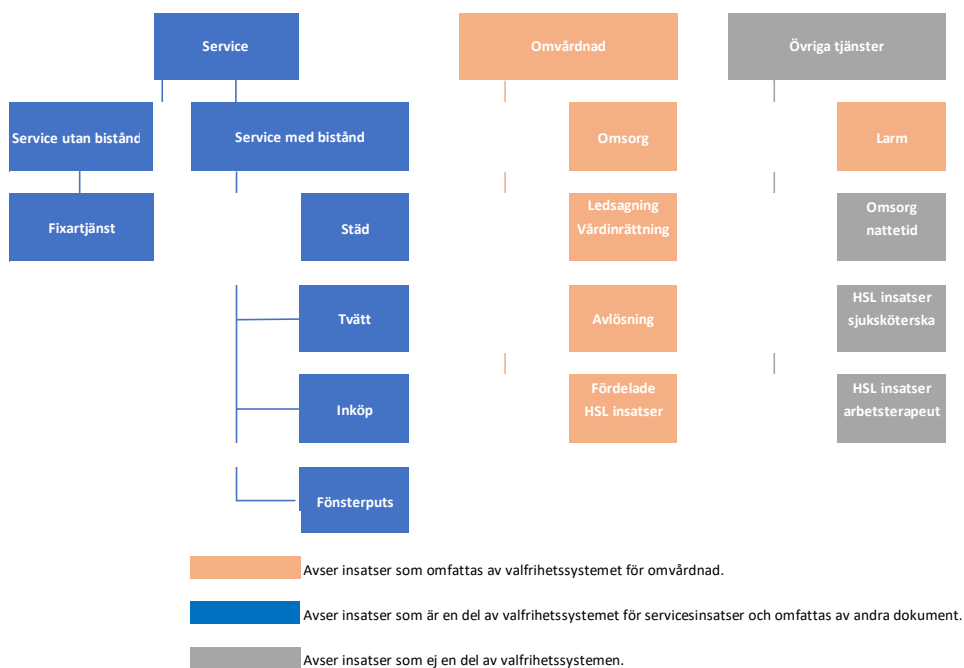 Service
Omvårdnad
Övriga tjänster
Service utan bistånd
Service med bistånd
Omsorg
Larm
Fixartjänst
Städ
Ledsagning
Vårdinrättning
Omsorg
nattetid
Tvätt
Avlösning
HSL insatser
sjuksköterska
Inköp
Fördelade
HSL insatser
HSL insatser
arbetsterapeut
Fönsterputs
Avser insatser som omfattas av valfrihetssystemet för omvårdnad.
Avser insatser som är en del av valfrihetssystemet för servicesinsatser och omfattas av andra dokument.
Avser insatser som ej en del av valfrihetssystemen.